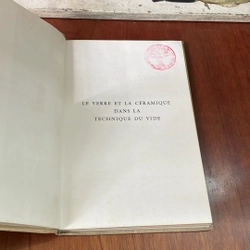 LE VERRE ET LA CÉRAMIQUE
DANS LA
TECHNIQUE DU VIDE